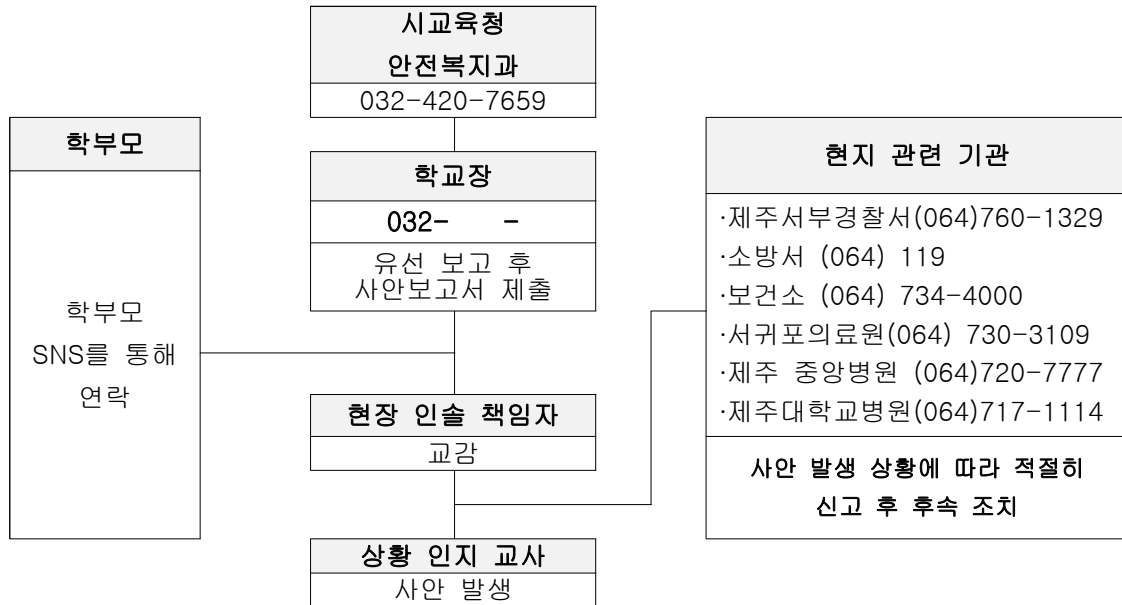 시교육청
안전복지과
032-420-7659
학부모
학부모
SNS를 통해
연락
학교장
032-    -
유선 보고 후
사안보고서 제출
현장 인솔 책임자
교감
상황 인지 교사
사안 발생
현지 관련 기관
·제주서부경찰서(064)760-1329
·소방서 (064) 119
·보건소 (064) 734-4000
·서귀포의료원(064) 730-3109
·제주 중앙병원 (064)720-7777
·제주대학교병원(064)717-1114
사안 발생 상황에 따라 적절히
신고 후 후속 조치